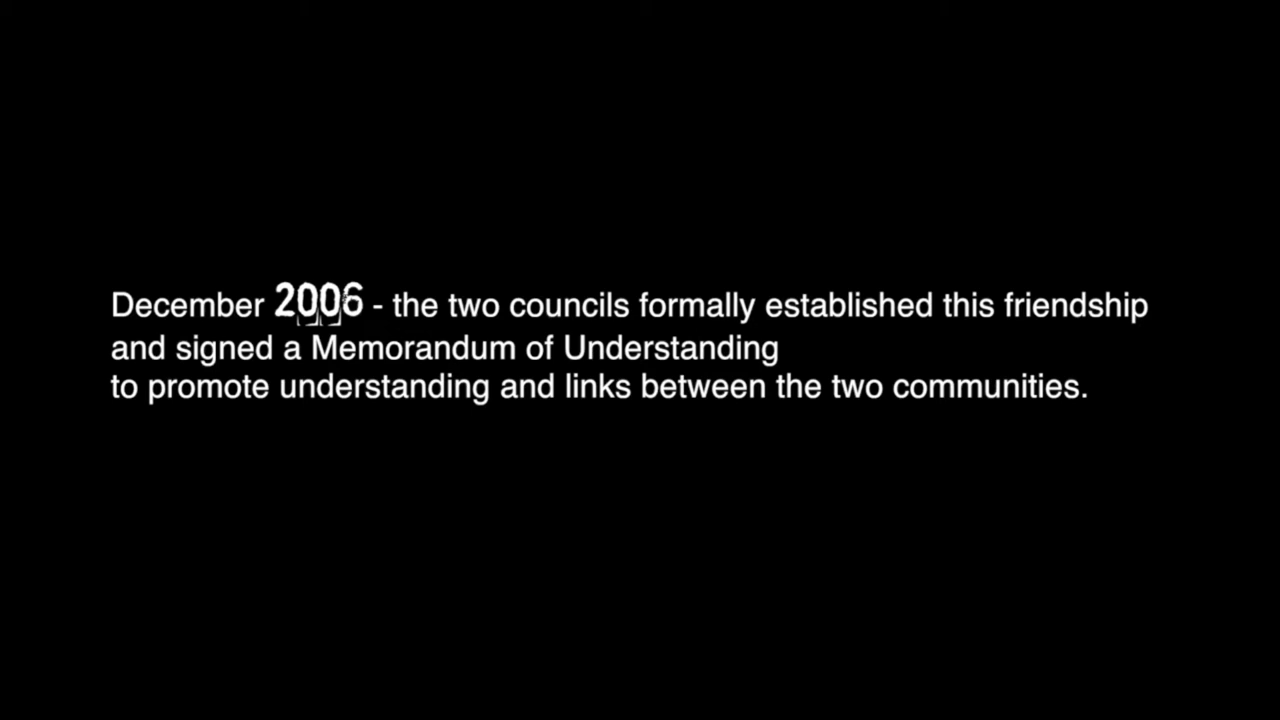 December 2006 - the two councils formally established this friendship
and signed a Memorandum of Understanding
to promote understanding and links between the two communities.